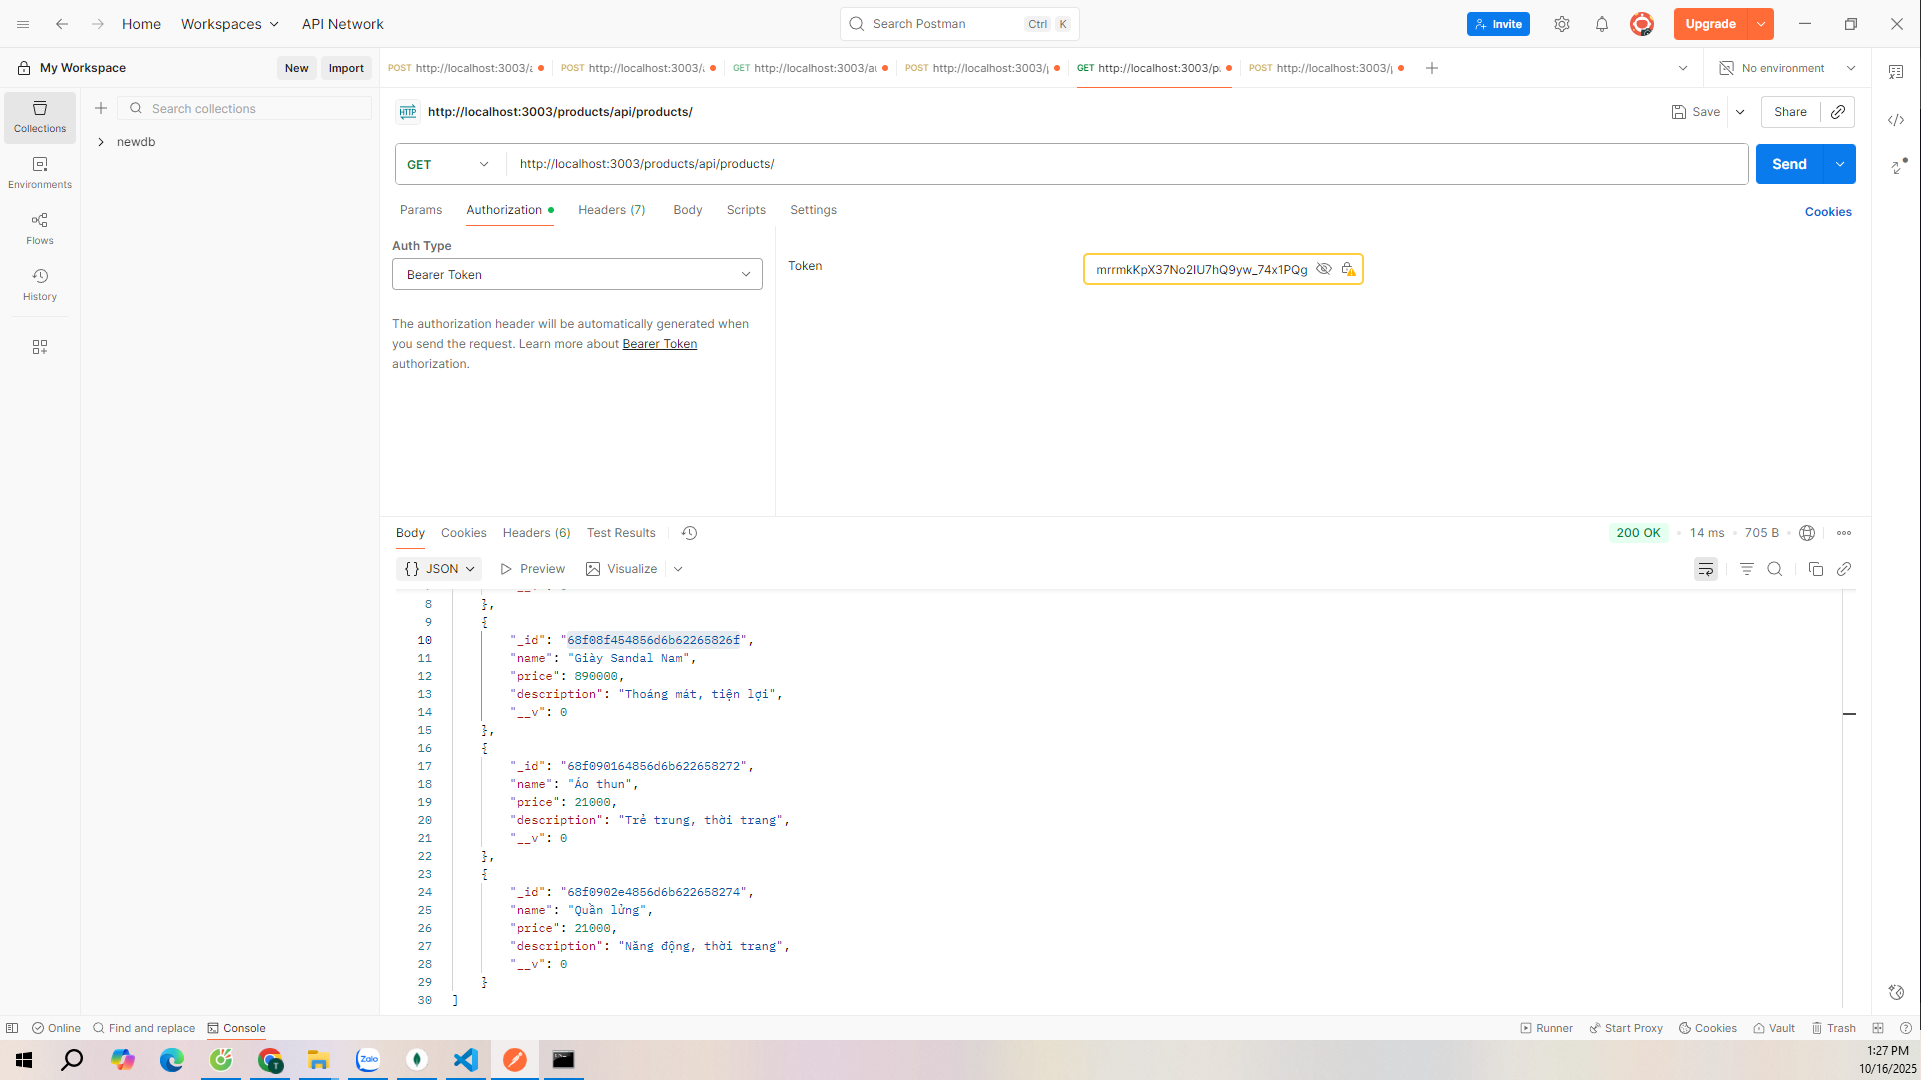 Home
Workspaces
API Network
Search Postman
Ctrl
K
Invite
Upgrade
My Workspace
New
Import
POST http://localhost:3003/
POST http://localhost:3003/
GET http://localhost:3003/au
POST http://localhost:3003/
GET http://localhost:3003/p
POST http://localhost:3003/
No environment
Collections
Environments
Flows
History
Search collections
newdb
HTTP
http://localhost:3003/products/api/products/
Save
Share
GET
http://localhost:3003/products/api/products/
Send
Params
Authorization
Headers (7)
Body
Scripts
Settings
Cookies
Auth Type
Bearer Token
The authorization header will be automatically generated when
you send the request. Learn more about Bearer Token
authorization.
Token
mrrmkKpX37No2IU7hQ9yw_74x1PQg
Body
Cookies
Headers (6)
Test Results
200 OK
14 ms
705 B
{} JSON
Preview
Visualize
8 },
9 {
10 "_id": "68f08f454856d6b62265826f",
11 "name": "Giày Sandal Nam",
12 "price": 890000,
13 "description": "Thoáng mát, tiện lợi",
14 "__v": 0
15 },
16 {
17 "_id": "68f090164856d6b622658272",
18 "name": "Áo thun",
19 "price": 21000,
20 "description": "Trẻ trung, thời trang",
21 "__v": 0
22 },
23 {
24 "_id": "68f0902e4856d6b622658274",
25 "name": "Quần lửng",
26 "price": 21000,
27 "description": "Năng động, thời trang",
28 "__v": 0
29 }
30 ]
Online
Find and replace
Console
Runner
Start Proxy
Cookies
Vault
Trash
Zalo
T
1:27 PM
10/16/2025